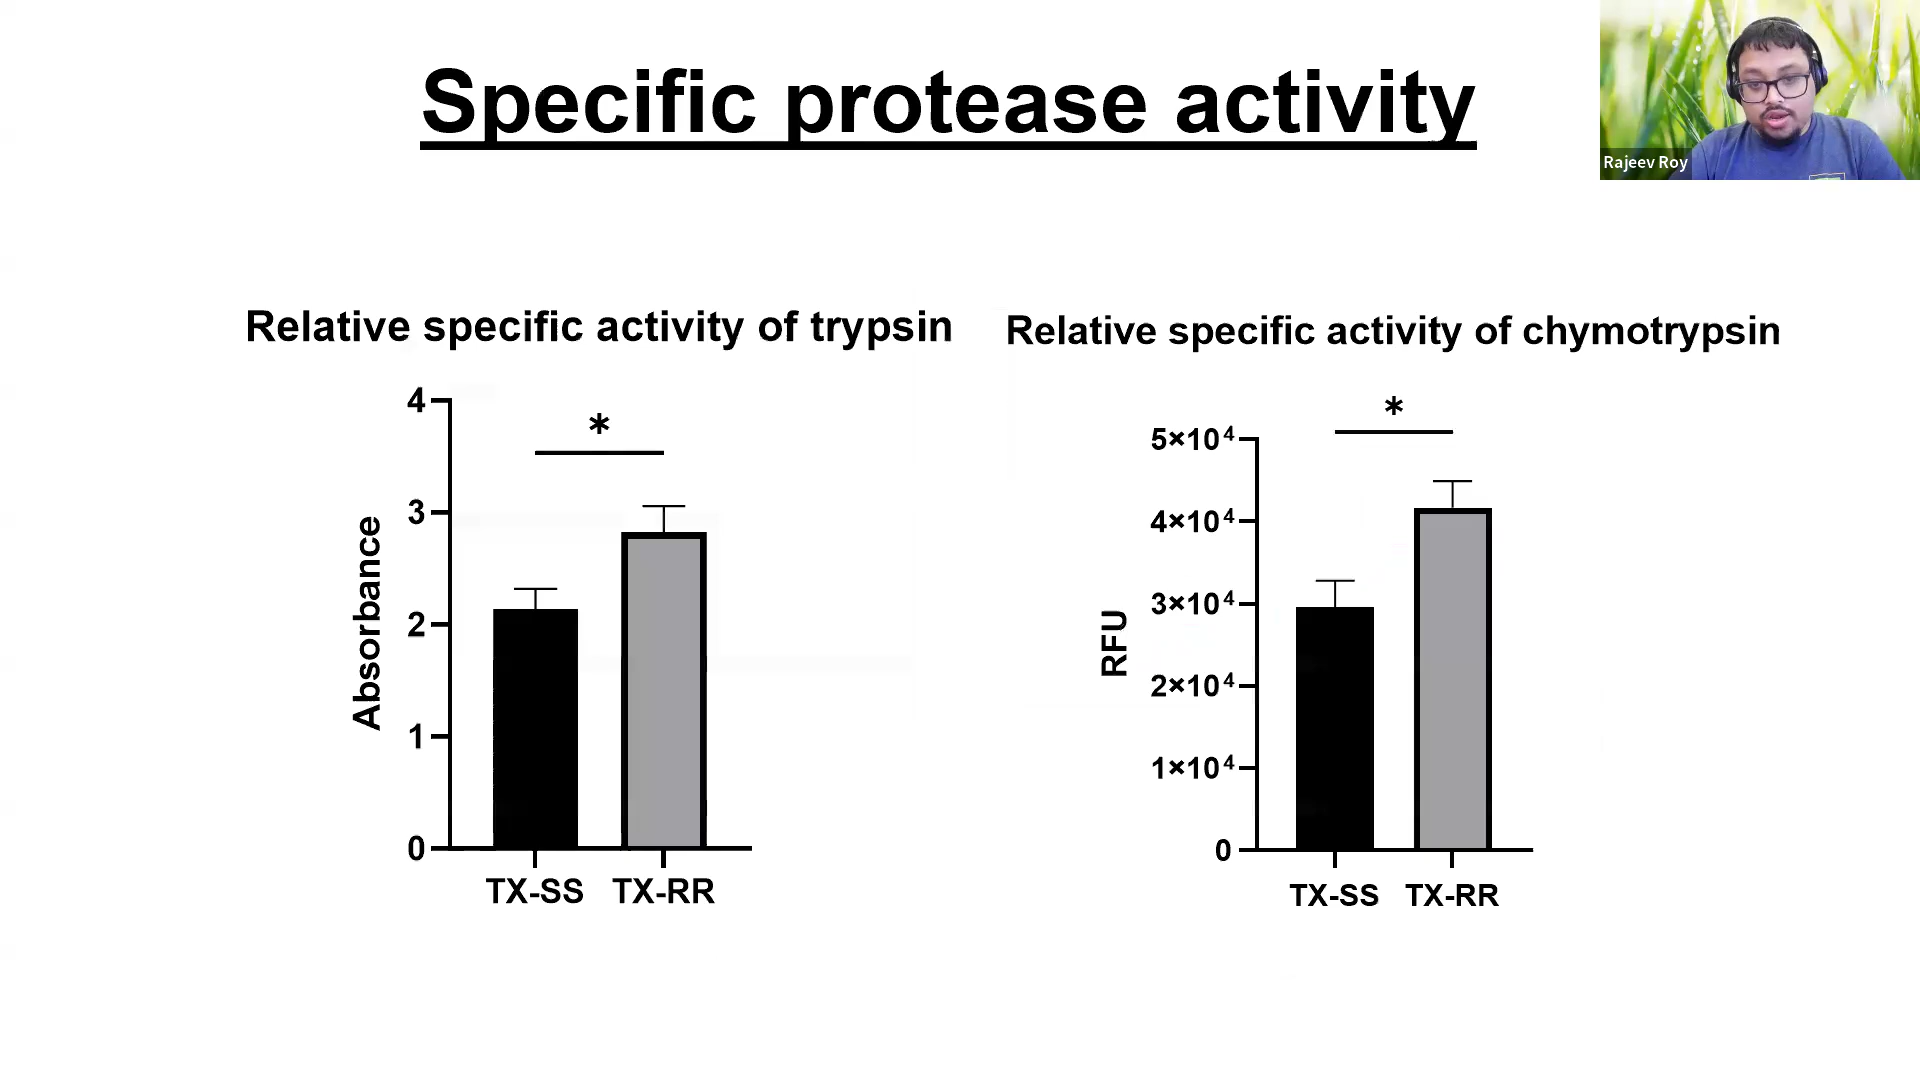 Specific protease activity
Rajeev Roy
Relative specific activity of trypsin
4
*
3
2
1
0
Absorbance
TX-SS TX-RR
Relative specific activity of chymotrypsin
*
5×10⁴
4×10⁴
3×10⁴
2×10⁴
1×10⁴
0
RFU
TX-SS TX-RR